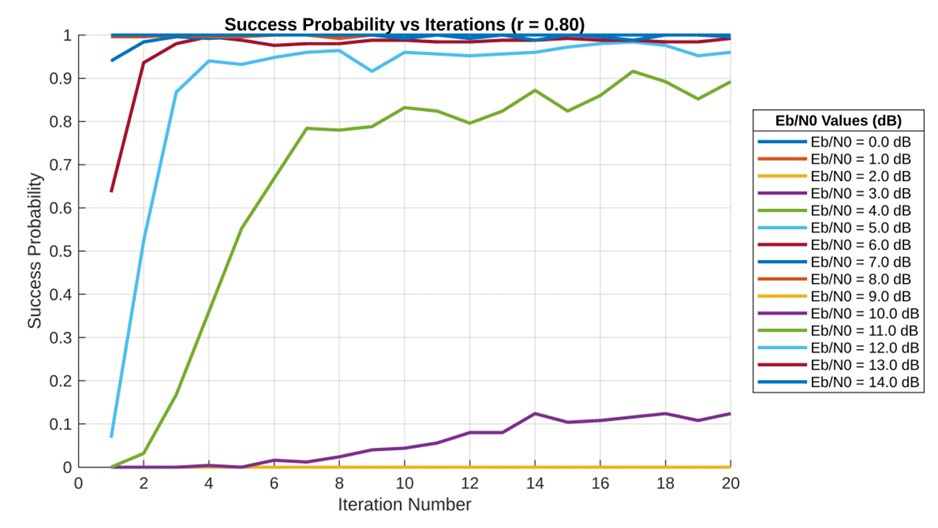 Success Probability vs Iterations (r = 0.80)
1
0.9
0.8
0.7
0.6
0.5
0.4
0.3
0.2
0.1
0
Success Probability
0 2 4 6 8 10 12 14 16 18 20
Iteration Number
Eb/N0 Values (dB)
Eb/N0 = 0.0 dB
Eb/N0 = 1.0 dB
Eb/N0 = 2.0 dB
Eb/N0 = 3.0 dB
Eb/N0 = 4.0 dB
Eb/N0 = 5.0 dB
Eb/N0 = 6.0 dB
Eb/N0 = 7.0 dB
Eb/N0 = 8.0 dB
Eb/N0 = 9.0 dB
Eb/N0 = 10.0 dB
Eb/N0 = 11.0 dB
Eb/N0 = 12.0 dB
Eb/N0 = 13.0 dB
Eb/N0 = 14.0 dB